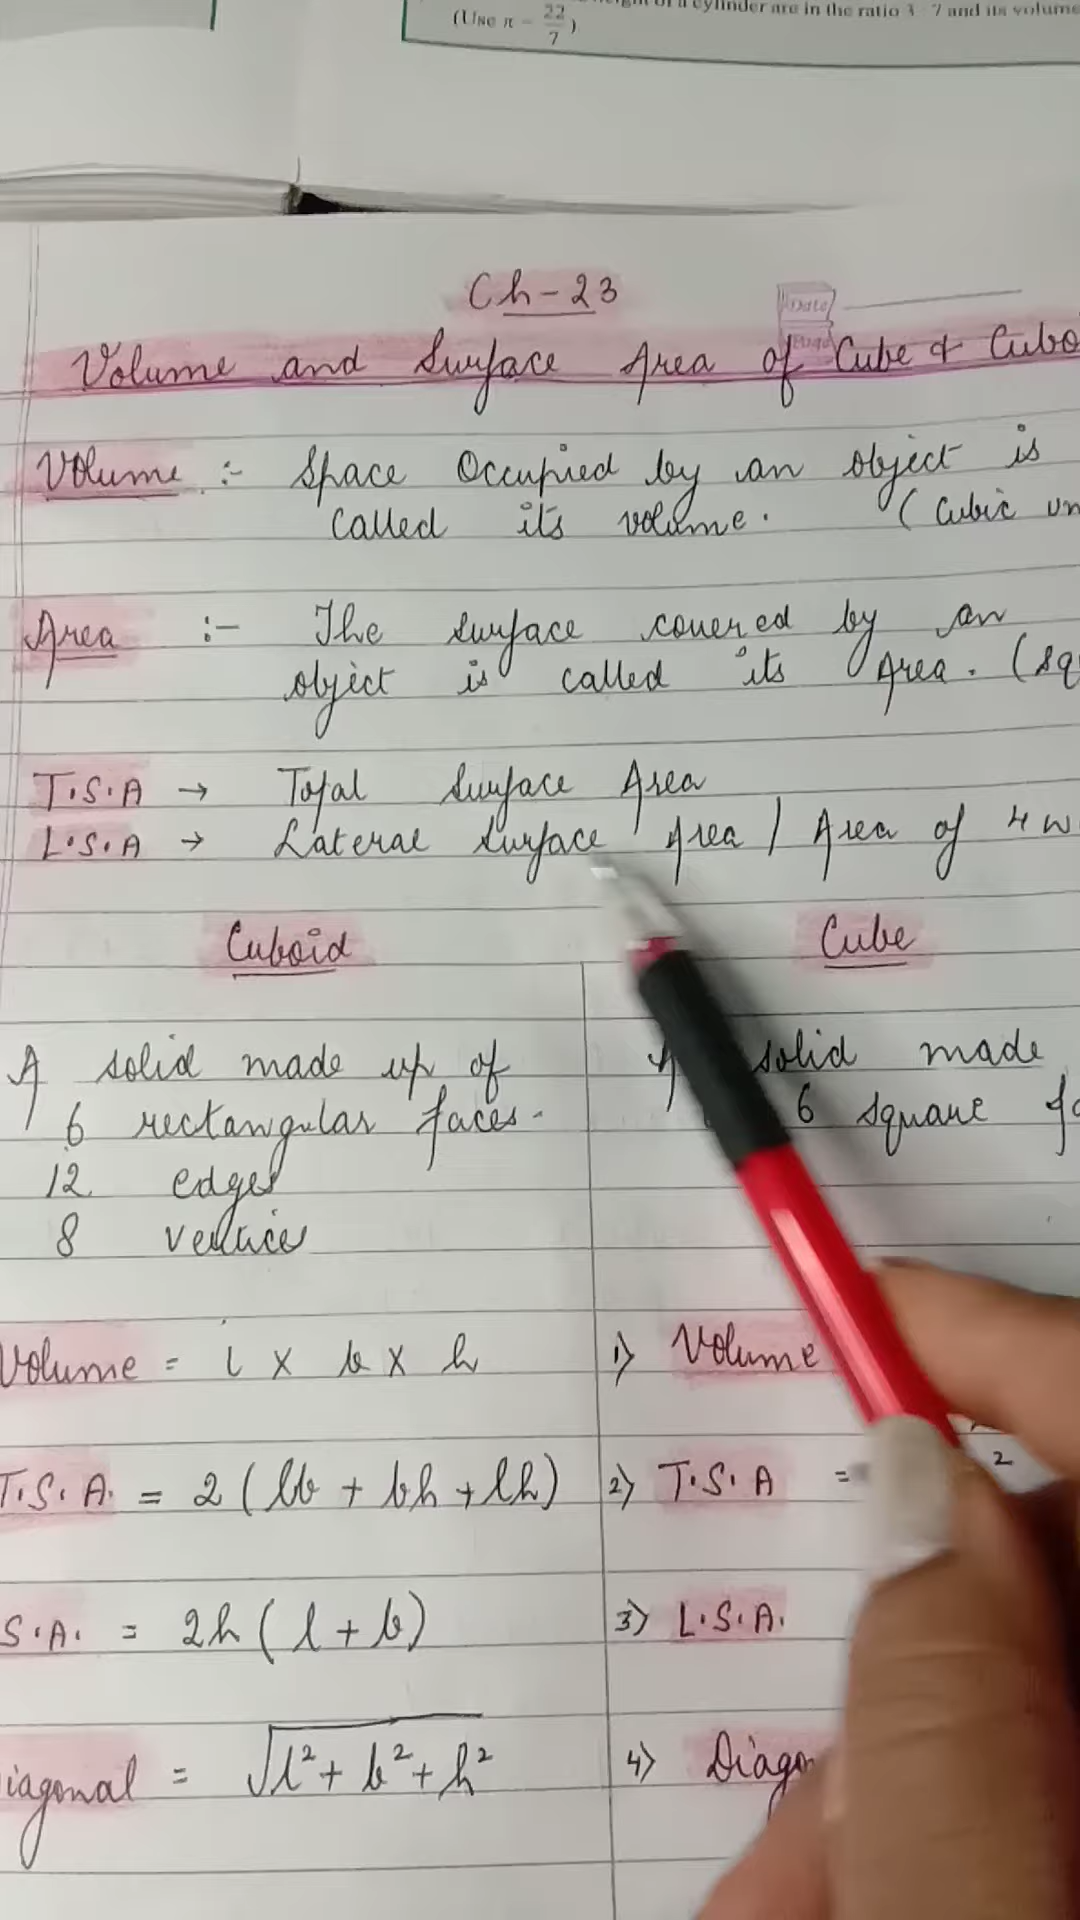 of a cylinder are in the ratio 3 : 7 and its volume
(Use π = 22/7)
Ch-23
Date
Volume and Surface Area of Cube & Cubo
Volume :- Space Occupied by an object is
called its volume. (Cubic un
Area :- The surface covered by an
object is called its Area. (sq
T.S.A → Total Surface Area
L.S.A → Lateral Surface Area / Area of 4 w
Cuboid
Cube
A solid made up of
6 rectangular faces.
12 edges
8 vertices
solid made
6 square fa
Volume = l x b x h
1) Volume
T.S.A. = 2 (lb + bh + lh)
2) T.S.A = 2
S.A. = 2h (l + b)
3) L.S.A.
iagonal = √l² + b² + h²
4) Diagon